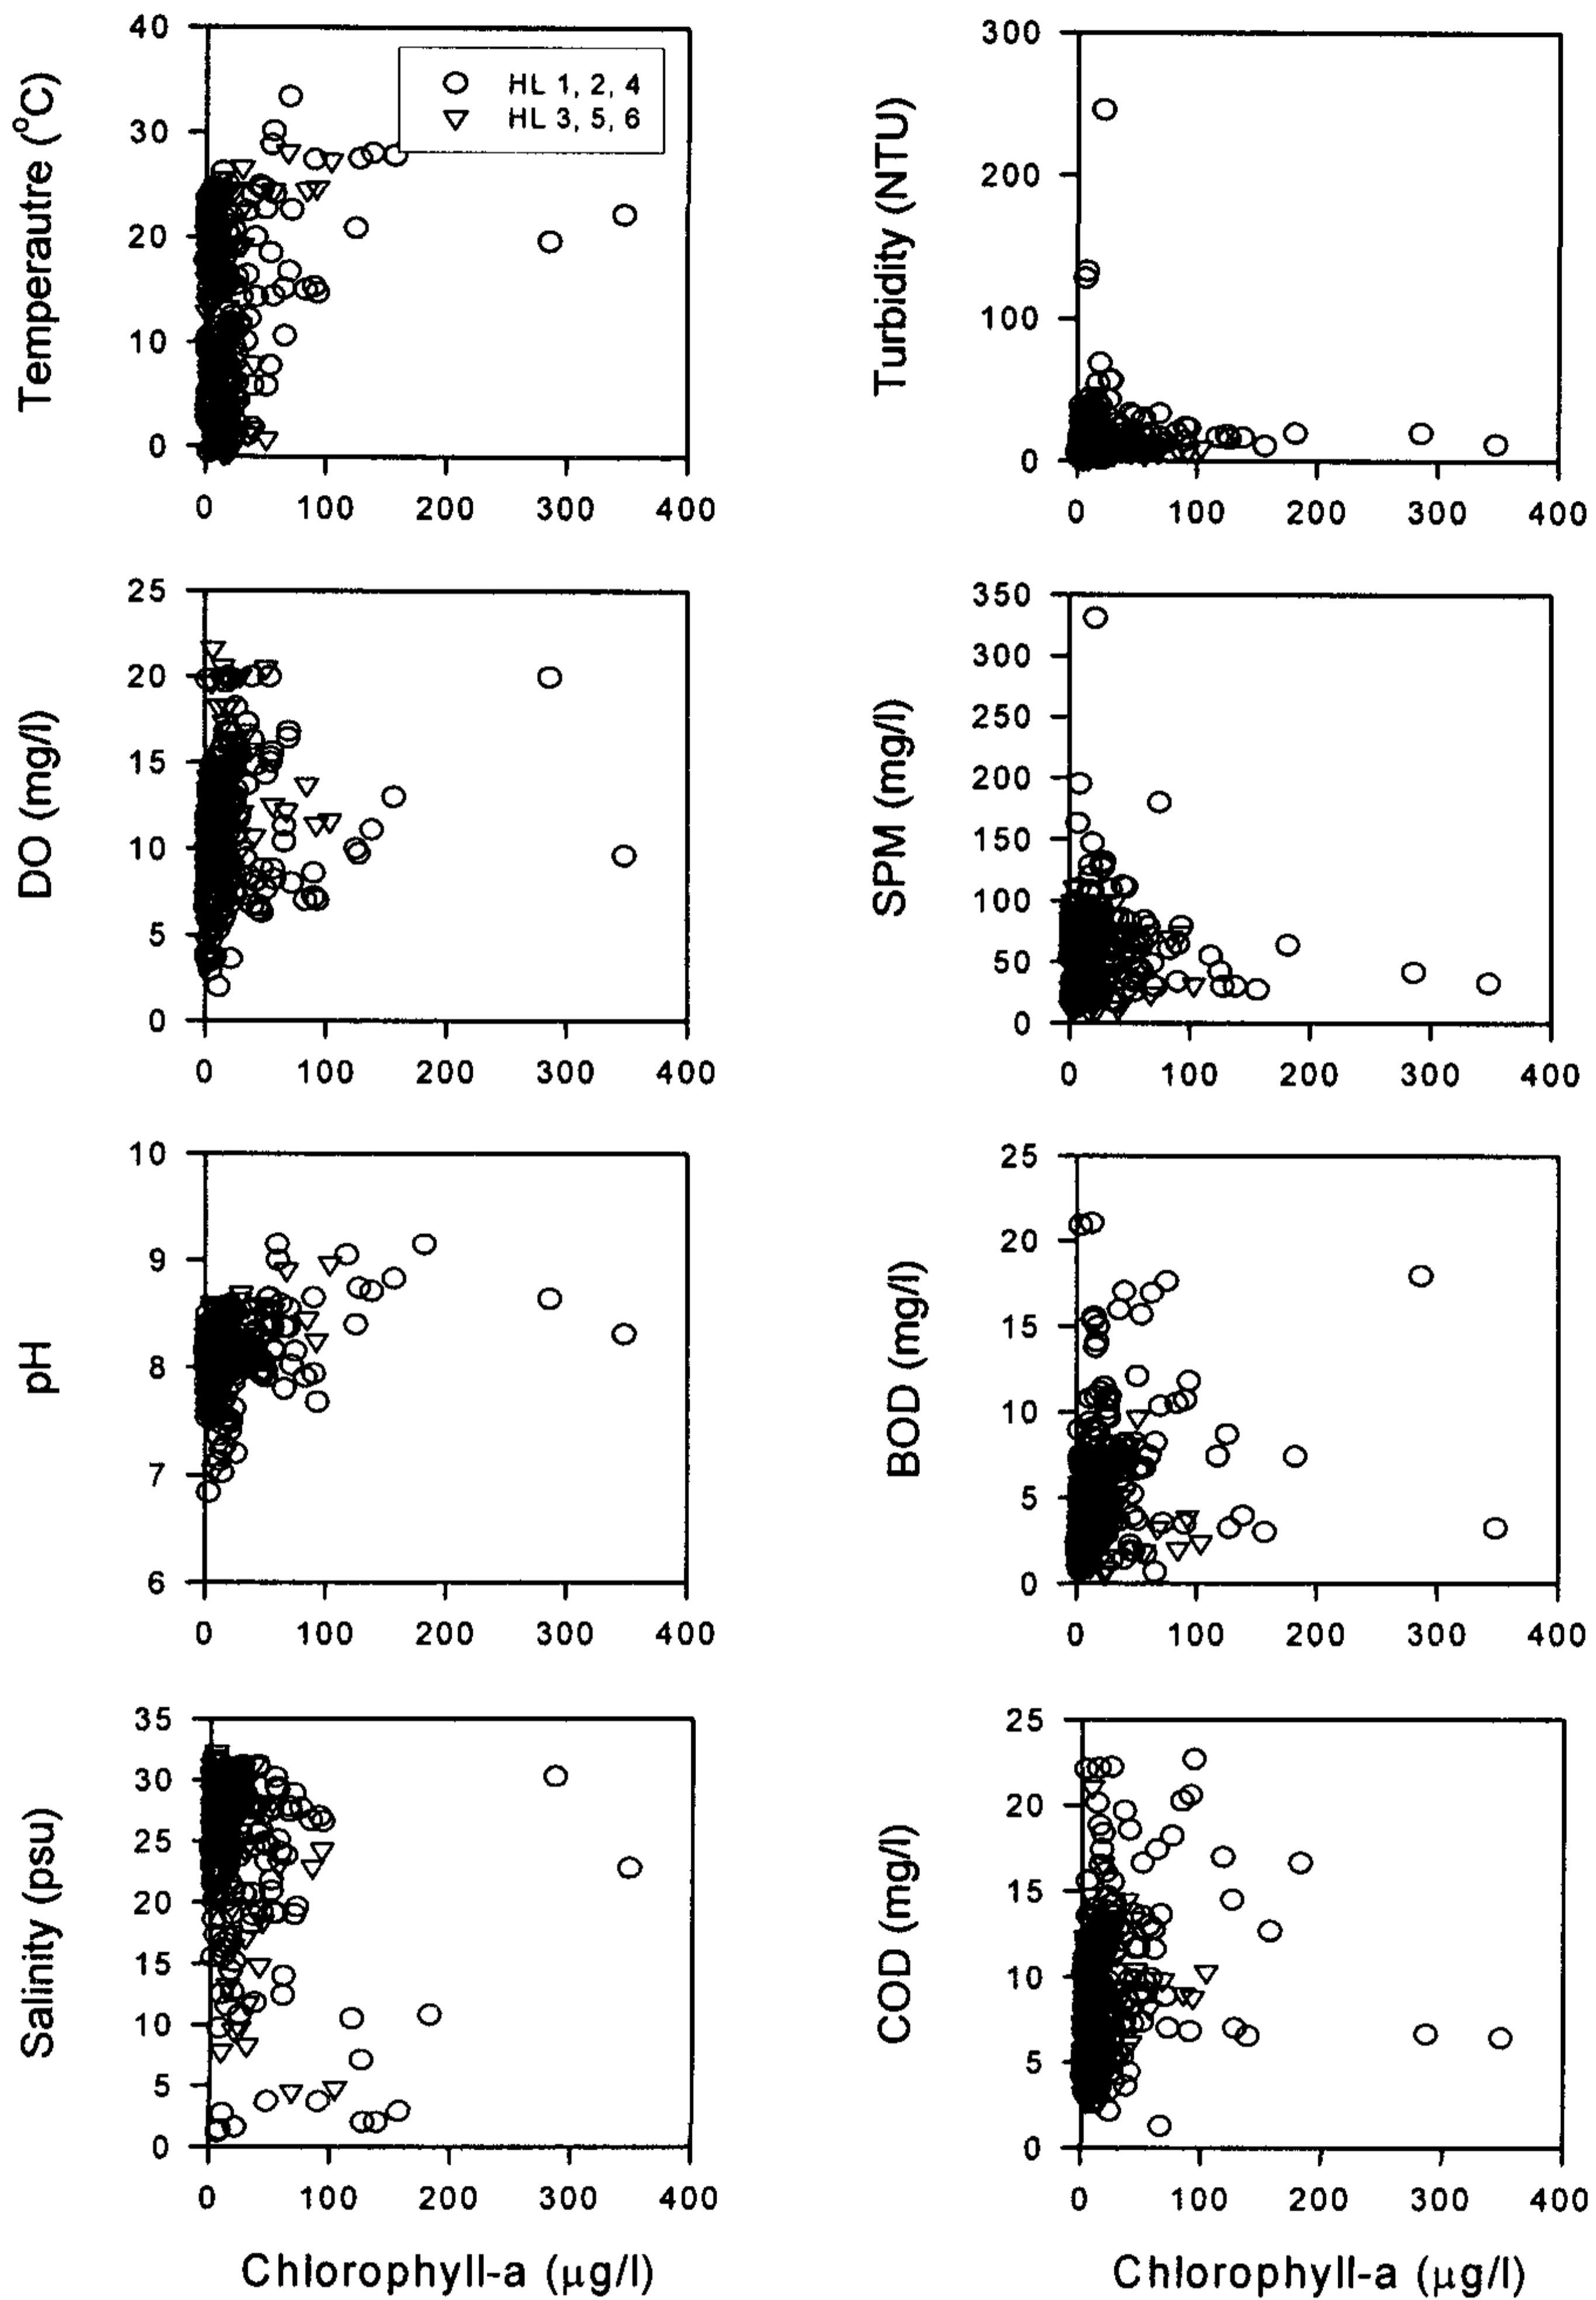 Temperautre (°C)
40
30
20
10
0
HL 1, 2, 4
HL 3, 5, 6
0 100 200 300 400
Turbidity (NTU)
300
200
100
0
0 100 200 300 400
DO (mg/l)
25
20
15
10
5
0
0 100 200 300 400
SPM (mg/l)
350
300
250
200
150
100
50
0
0 100 200 300 400
pH
10
9
8
7
6
0 100 200 300 400
BOD (mg/l)
25
20
15
10
5
0
0 100 200 300 400
Salinity (psu)
35
30
25
20
15
10
5
0
0 100 200 300 400
Chlorophyll-a (μg/l)
COD (mg/l)
25
20
15
10
5
0
0 100 200 300 400
Chlorophyll-a (μg/l)